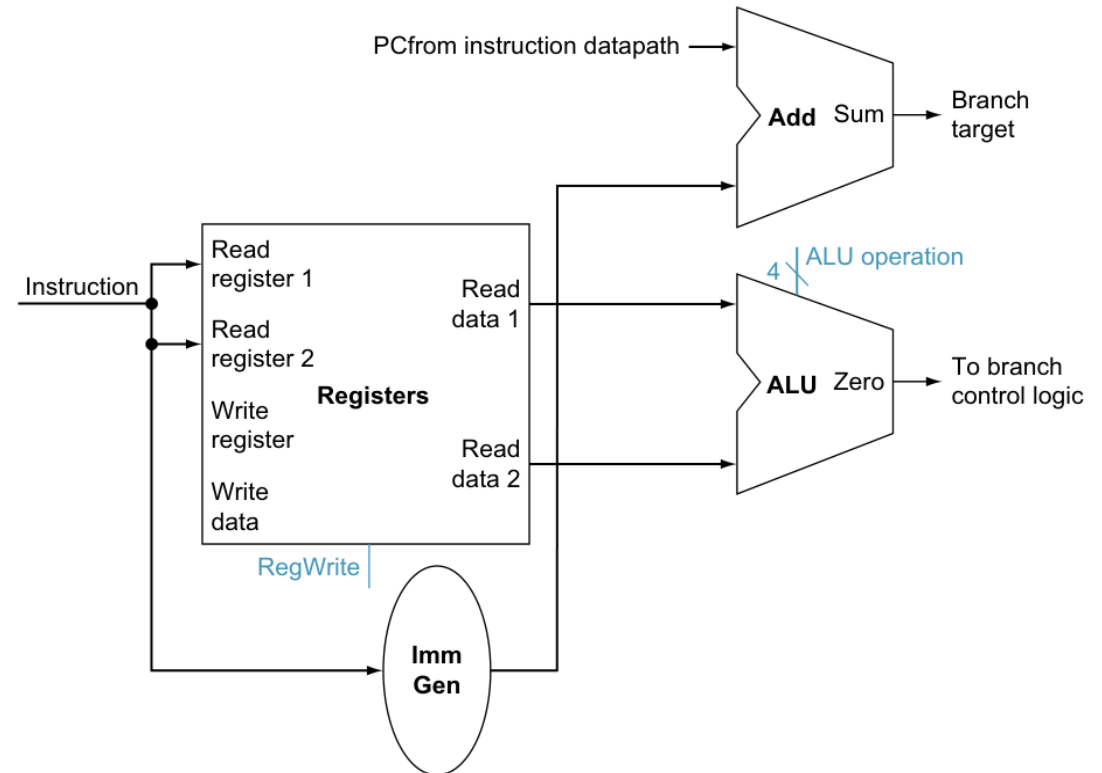 PCfrom instruction datapath
Add Sum
Branch
target
Instruction
Read
register 1
Read
register 2
Write
register
Write
data
Registers
Read
data 1
Read
data 2
RegWrite
4
ALU operation
ALU Zero
To branch
control logic
Imm
Gen